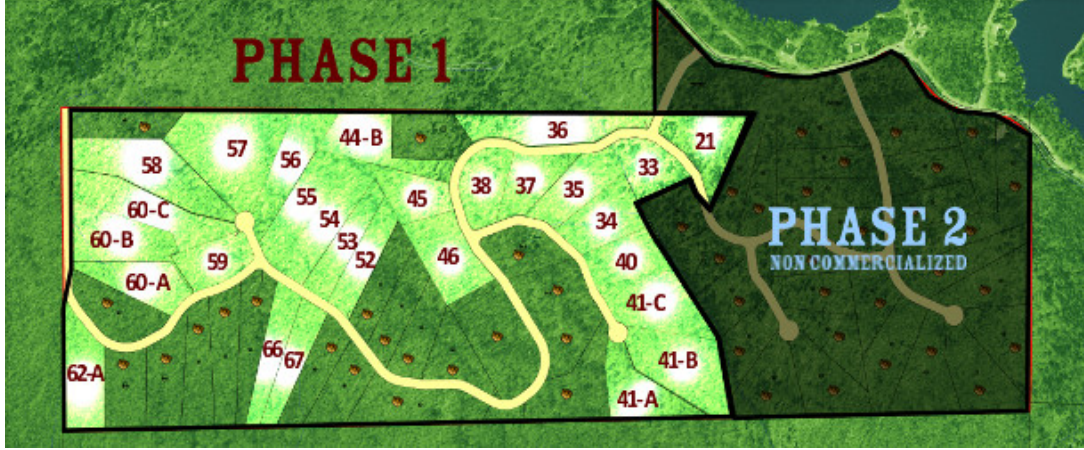 PHASE 1
36
21
44-B
57
56
58
33
38
37
35
55
45
60-C
54
34
60-B
53
PHASE 2
52
46
59
40
NON COMMERCIALIZED
60-A
41-C
66
67
41-B
62-A
41-A